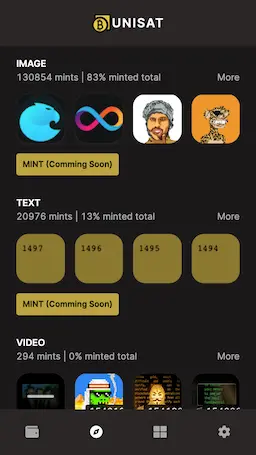 UNISAT
IMAGE
130854 mints | 83% minted total More
MINT (Comming Soon)
TEXT
20976 mints | 13% minted total More
1497 1496 1495 1494
MINT (Comming Soon)
VIDEO
294 mints | 0% minted total More